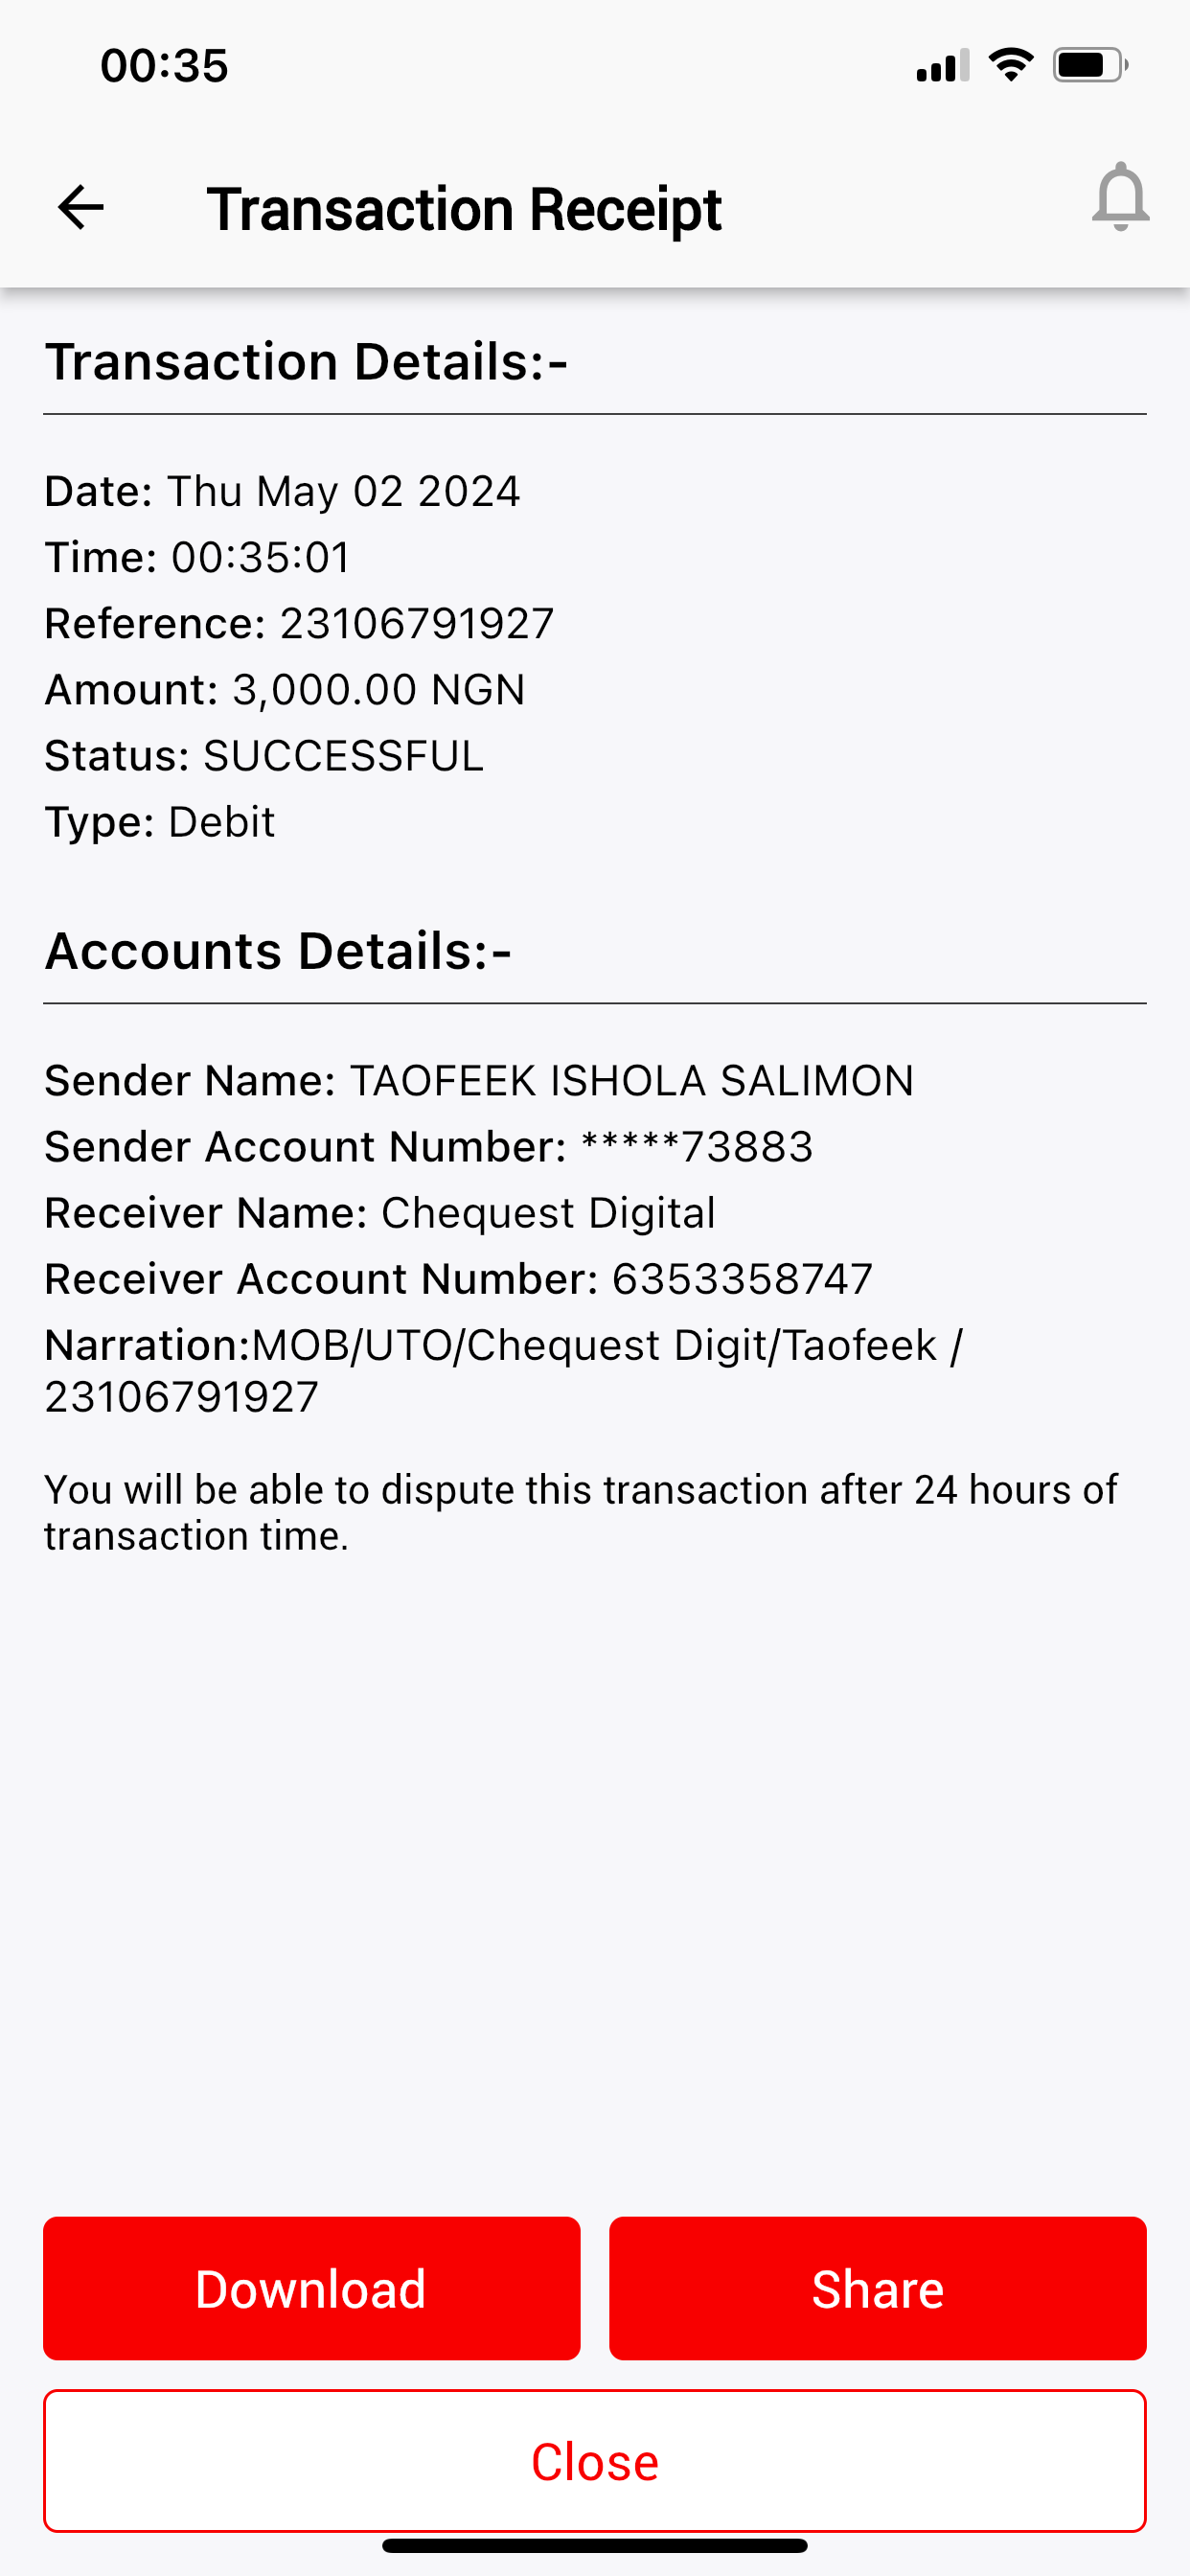 00:35
Transaction Receipt
Transaction Details:-
Date: Thu May 02 2024
Time: 00:35:01
Reference: 23106791927
Amount: 3,000.00 NGN
Status: SUCCESSFUL
Type: Debit
Accounts Details:-
Sender Name: TAOFEEK ISHOLA SALIMON
Sender Account Number: *****73883
Receiver Name: Chequest Digital
Receiver Account Number: 6353358747
Narration:MOB/UTO/Chequest Digit/Taofeek /
23106791927
You will be able to dispute this transaction after 24 hours of
transaction time.
Download
Share
Close